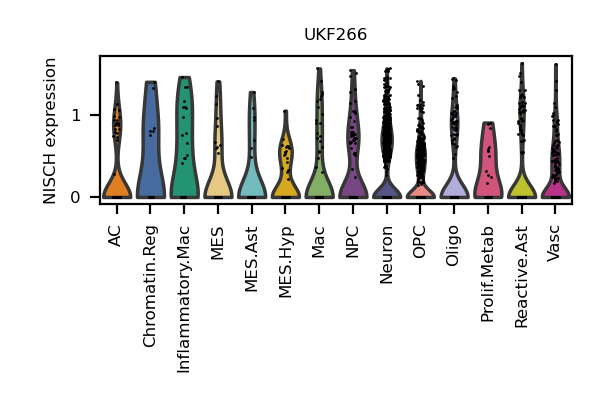 UKF266
NISCH expression
1
0
AC
Chromatin.Reg
Inflammatory.Mac
MES
MES.Ast
MES.Hyp
Mac
NPC
Neuron
OPC
Oligo
Prolif.Metab
Reactive.Ast
Vasc